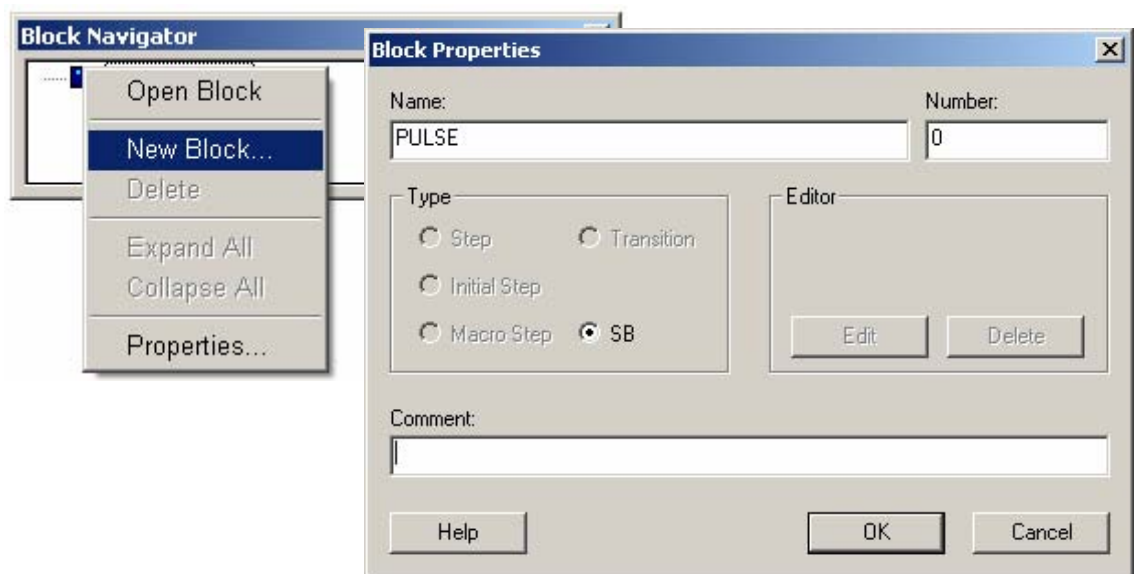 Block Navigator
Open Block
New Block...
Delete
Expand All
Collapse All
Properties...
Block Properties
Name:
Number:
PULSE
0
Type
Step
Transition
Initial Step
Macro Step
SB
Editor
Edit
Delete
Comment:
Help
OK
Cancel